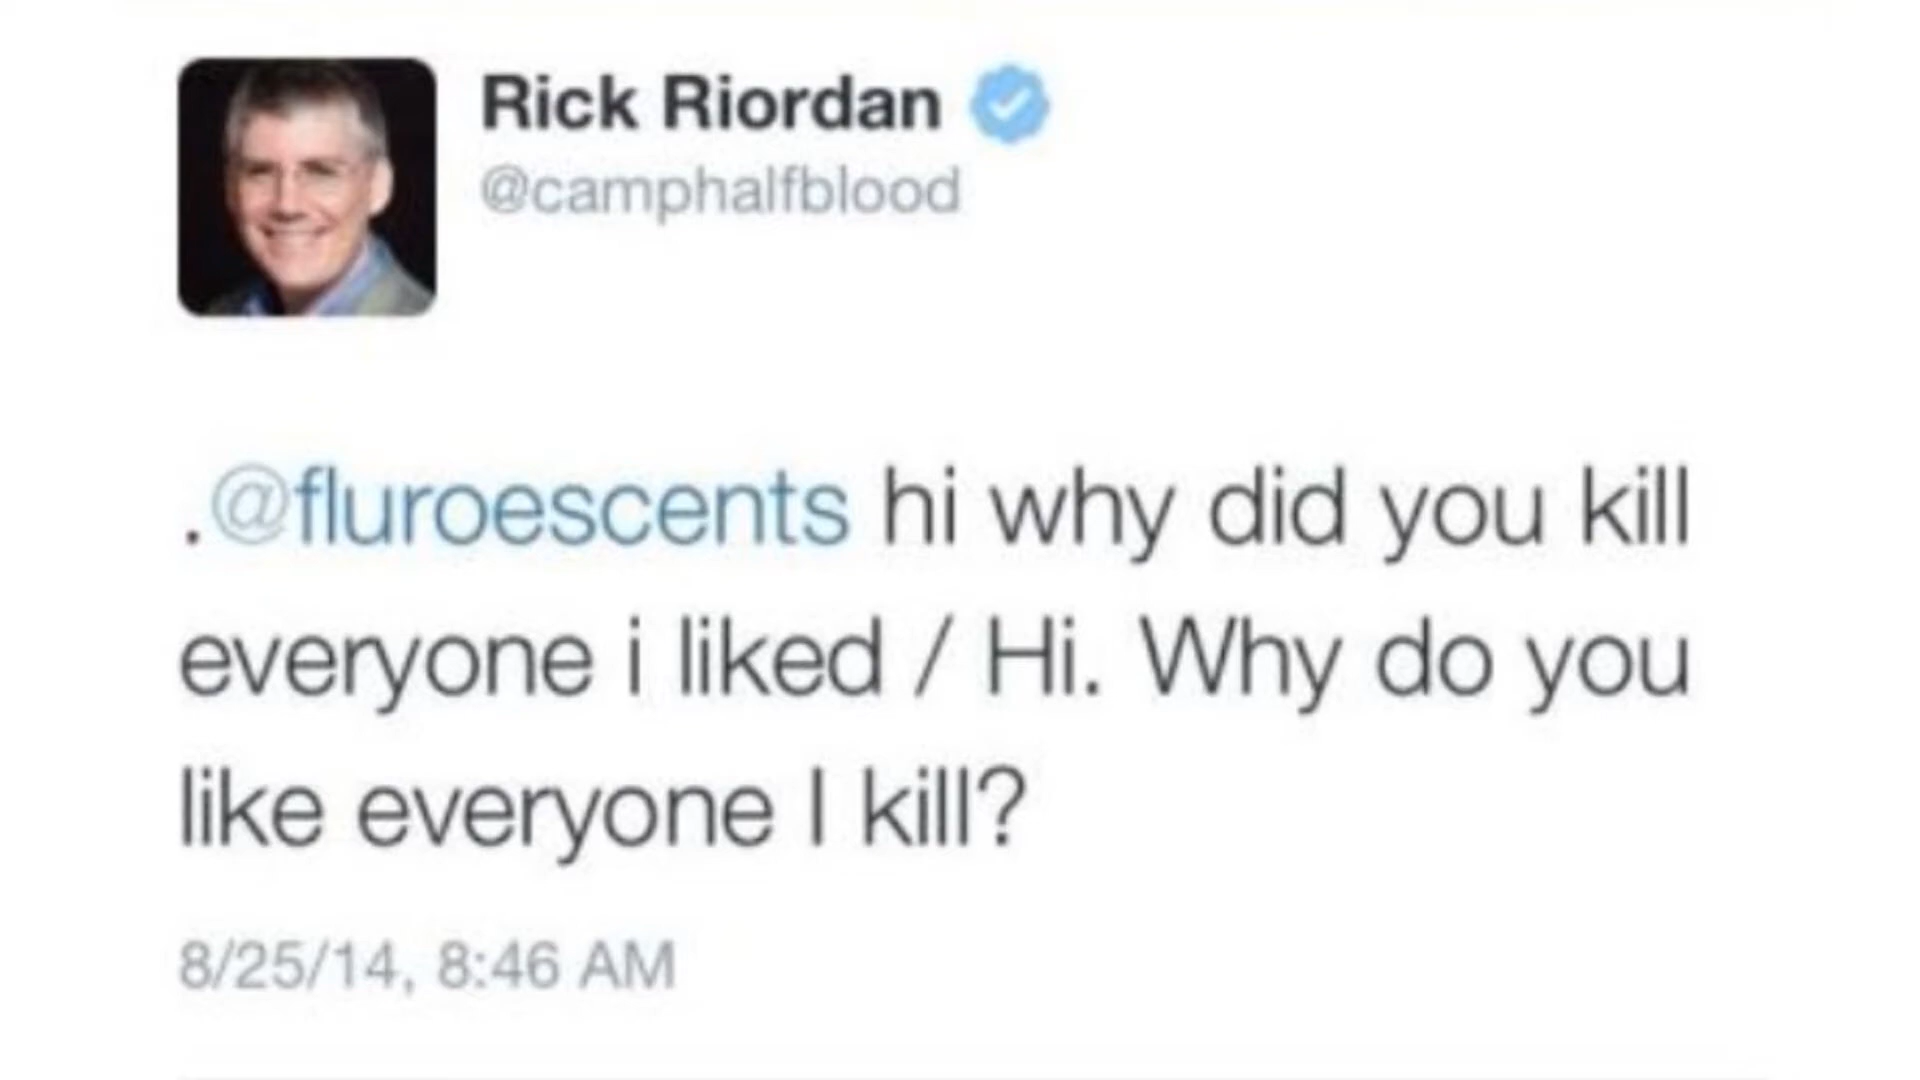 Rick Riordan
@camphalfblood
.@fluroescents hi why did you kill
everyone i liked / Hi. Why do you
like everyone I kill?
8/25/14, 8:46 AM